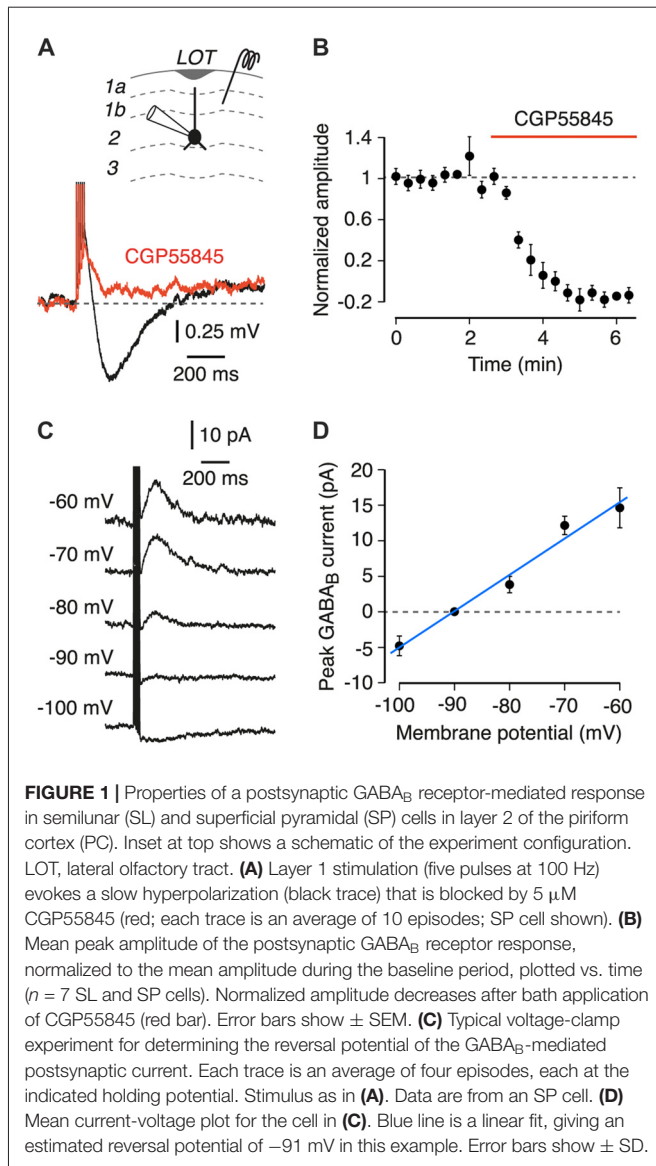 A
LOT
1a
1b
2
3
CGP55845
0.25 mV
200 ms
B
CGP55845
Normalized amplitude
1.4
1
0.6
0.2
-0.2
0
2
4
6
Time (min)
C
10 pA
200 ms
-60 mV
-70 mV
-80 mV
-90 mV
-100 mV
D
Peak GABAB current (pA)
20
15
10
5
0
-5
-10
-100
-90
-80
-70
-60
Membrane potential (mV)
FIGURE 1 | Properties of a postsynaptic GABAB receptor-mediated response
in semilunar (SL) and superficial pyramidal (SP) cells in layer 2 of the piriform
cortex (PC). Inset at top shows a schematic of the experiment configuration.
LOT, lateral olfactory tract. (A) Layer 1 stimulation (five pulses at 100 Hz)
evokes a slow hyperpolarization (black trace) that is blocked by 5 μM
CGP55845 (red; each trace is an average of 10 episodes; SP cell shown). (B)
Mean peak amplitude of the postsynaptic GABAB receptor response,
normalized to the mean amplitude during the baseline period, plotted vs. time
(n = 7 SL and SP cells). Normalized amplitude decreases after bath application
of CGP55845 (red bar). Error bars show ± SEM. (C) Typical voltage-clamp
experiment for determining the reversal potential of the GABAB-mediated
postsynaptic current. Each trace is an average of four episodes, each at the
indicated holding potential. Stimulus as in (A). Data are from an SP cell. (D)
Mean current-voltage plot for the cell in (C). Blue line is a linear fit, giving an
estimated reversal potential of −91 mV in this example. Error bars show ± SD.